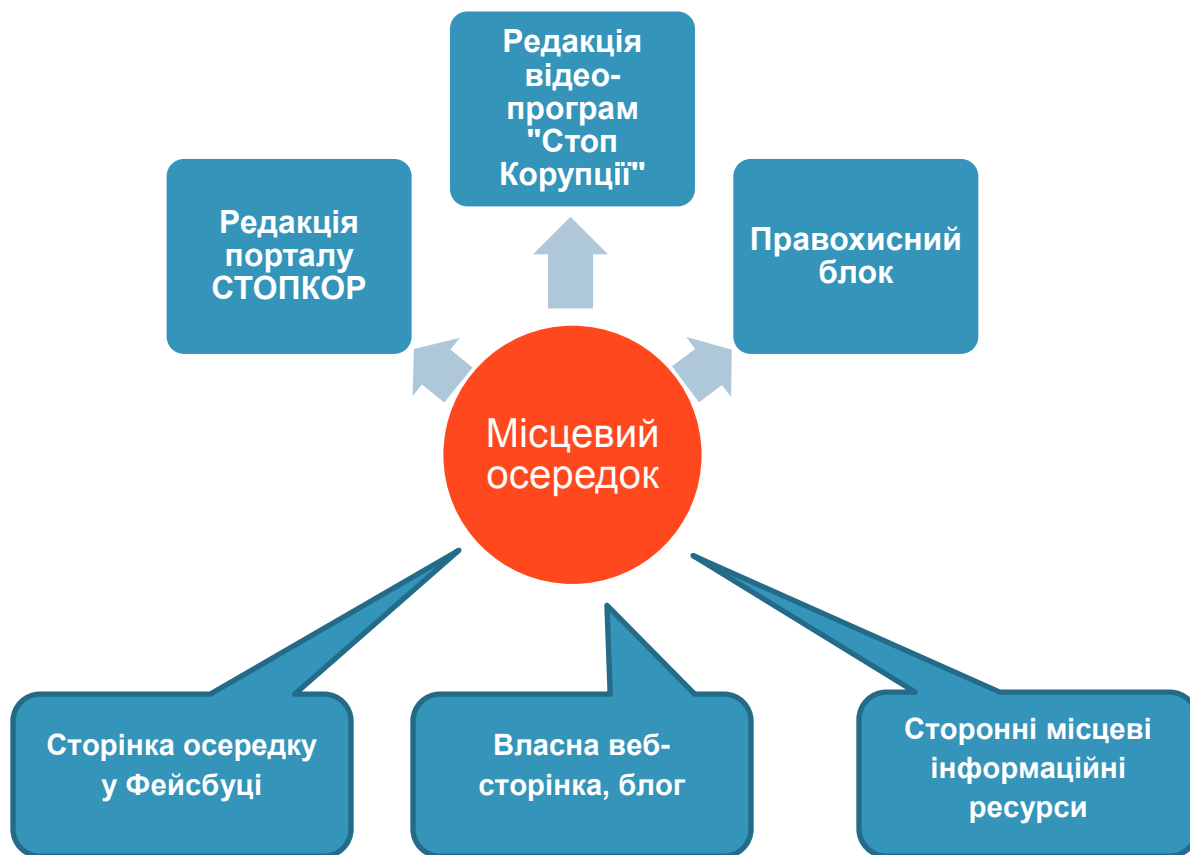 Редакція
відео-
програм
"Стоп
Корупції"
Редакція
порталу
СТОПКОР
Правохисний
блок
Місцевий
осередок
Сторінка осередку
у Фейсбуці
Власна веб-
сторінка, блог
Сторонні місцеві
інформаційні
ресурси